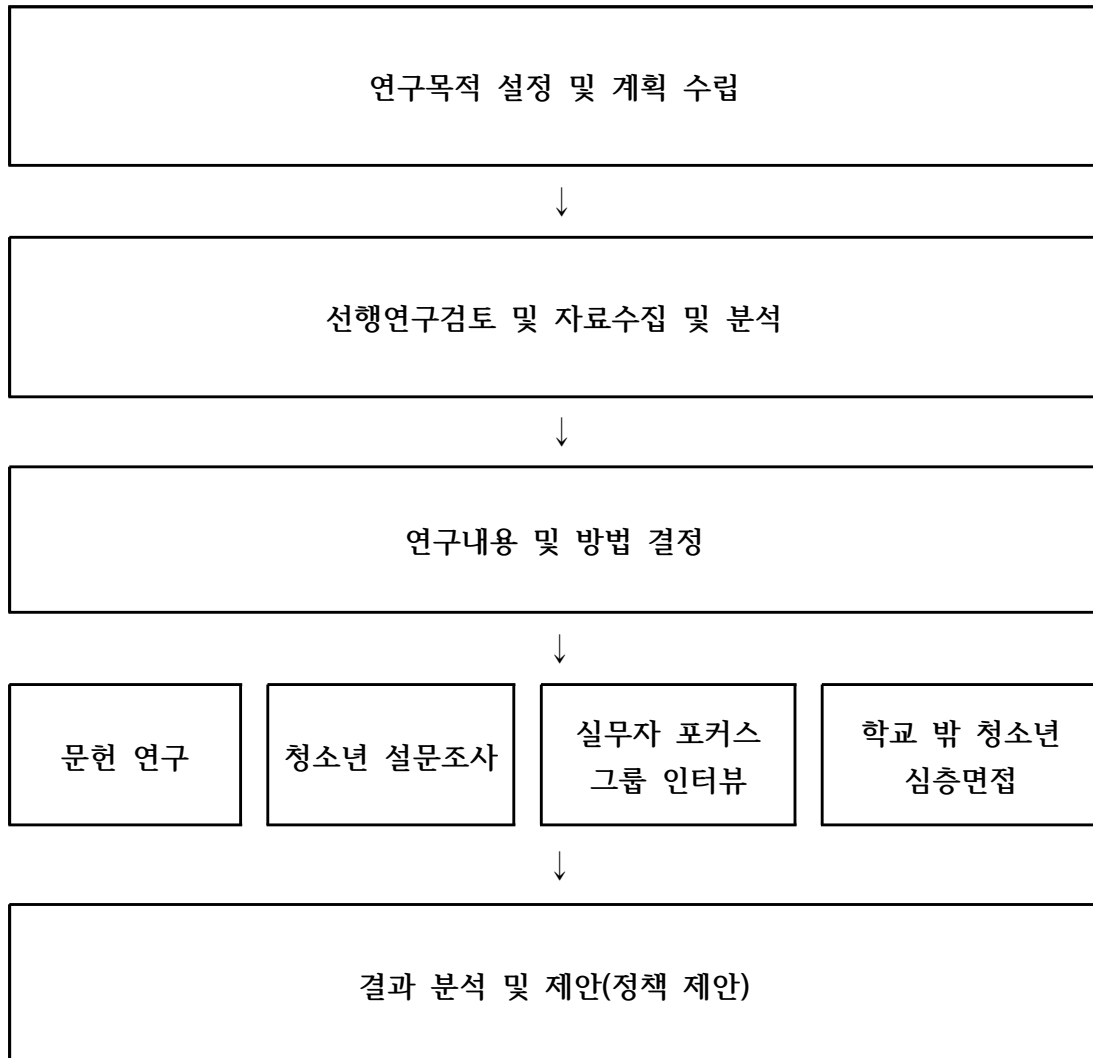 연구목적 설정 및 계획 수립
↓
선행연구검토 및 자료수집 및 분석
↓
연구내용 및 방법 결정
↓
문헌 연구
청소년 설문조사
실무자 포커스
그룹 인터뷰
학교 밖 청소년
심층면접
↓
결과 분석 및 제안(정책 제안)